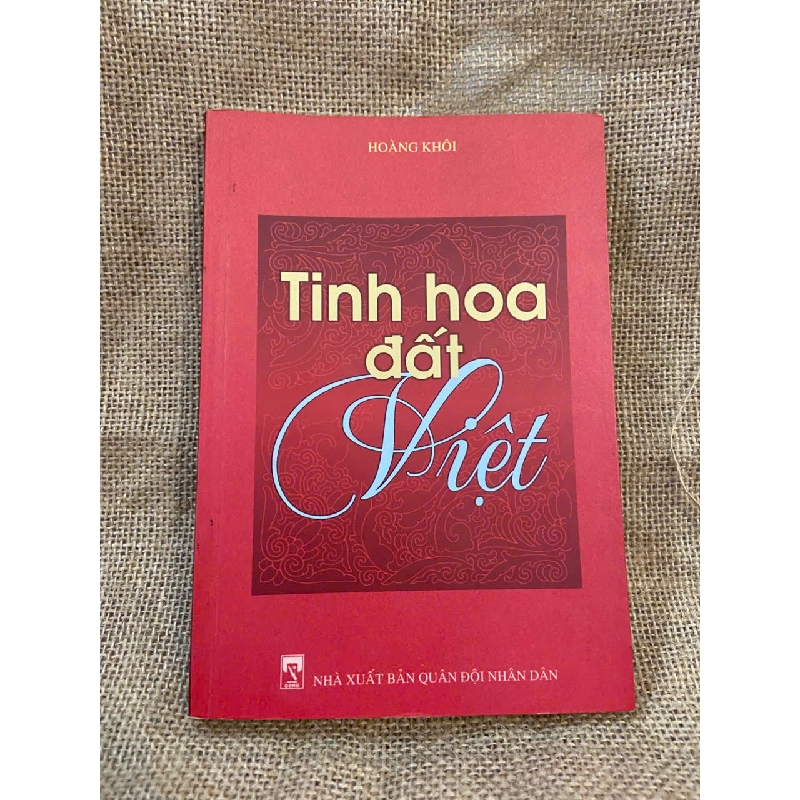 HOÀNG KHÔI
Tinh hoa
đất
Việt
NHÀ XUẤT BẢN QUÂN ĐỘI NHÂN DÂN